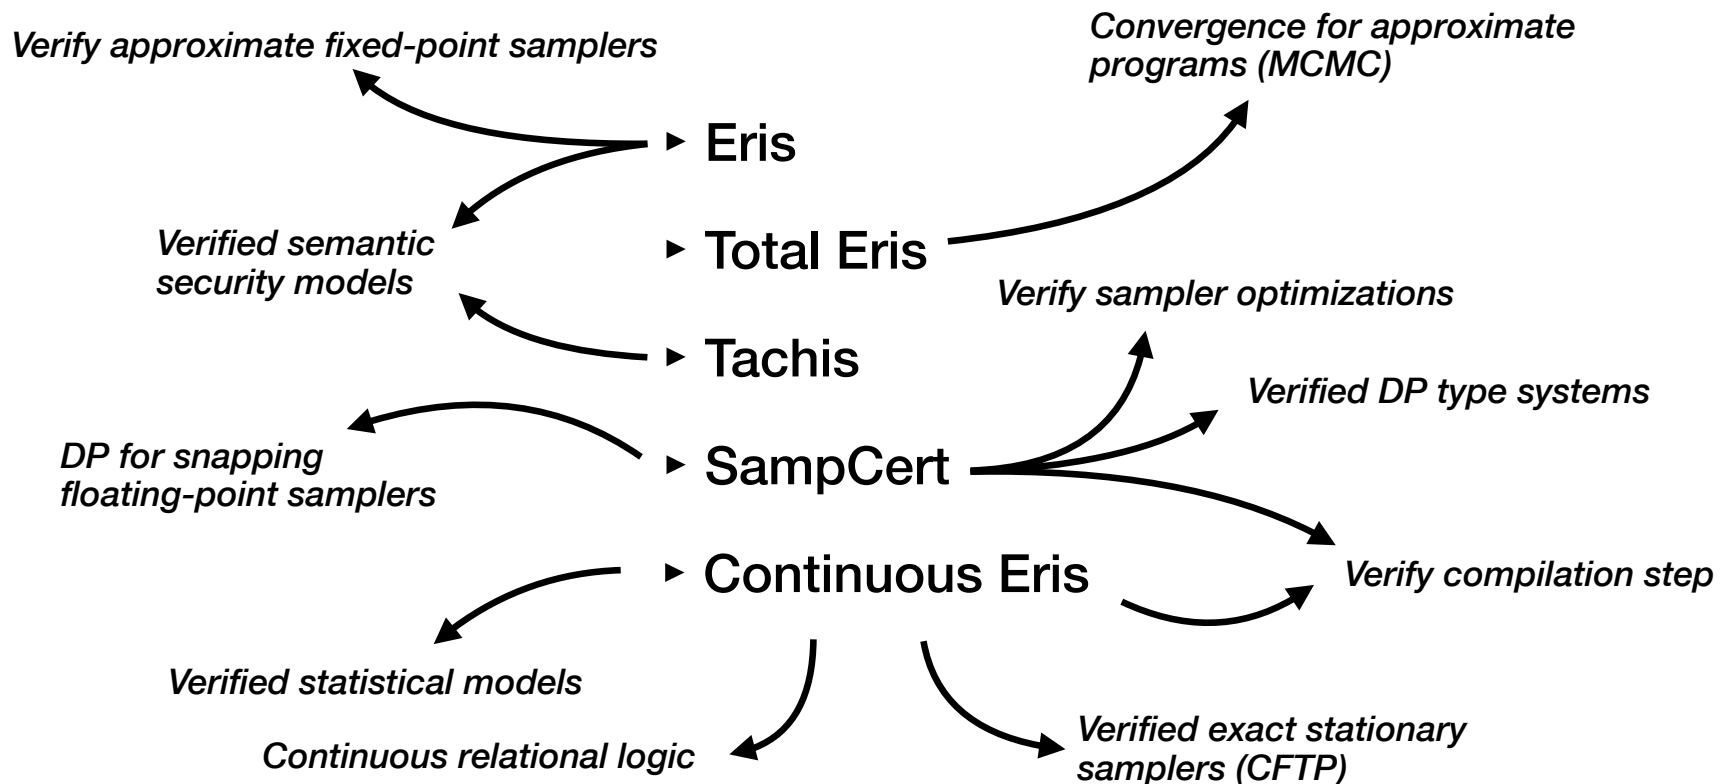 Verify approximate fixed-point samplers
Convergence for approximate
programs (MCMC)
Eris
Verified semantic
security models
Total Eris
Verify sampler optimizations
Tachis
Verified DP type systems
DP for snapping
floating-point samplers
SampCert
Continuous Eris
Verify compilation step
Verified statistical models
Continuous relational logic
Verified exact stationary
samplers (CFTP)